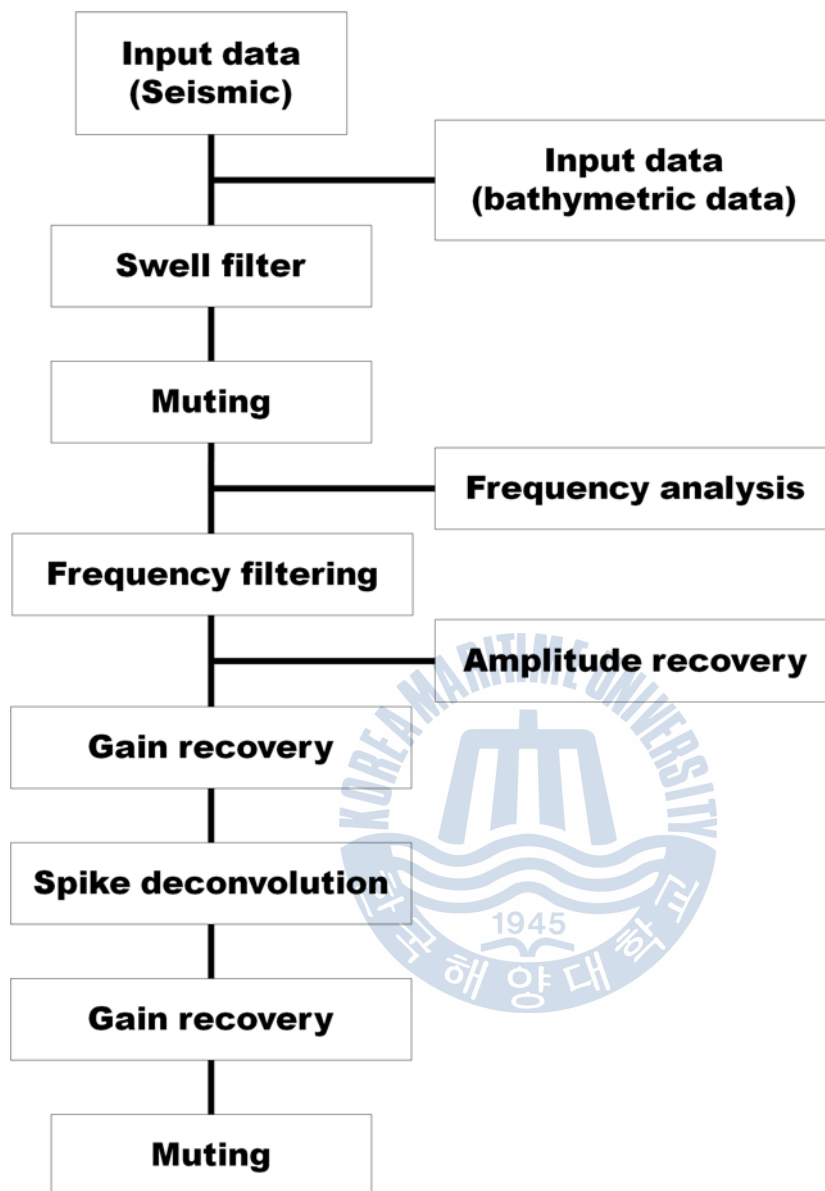 Input data
(Seismic)
Input data
(bathymetric data)
Swell filter
Muting
Frequency analysis
Frequency filtering
Amplitude recovery
Gain recovery
Spike deconvolution
Gain recovery
Muting
KOREA MARITIME UNIVERSITY
1945
한국해양대학교